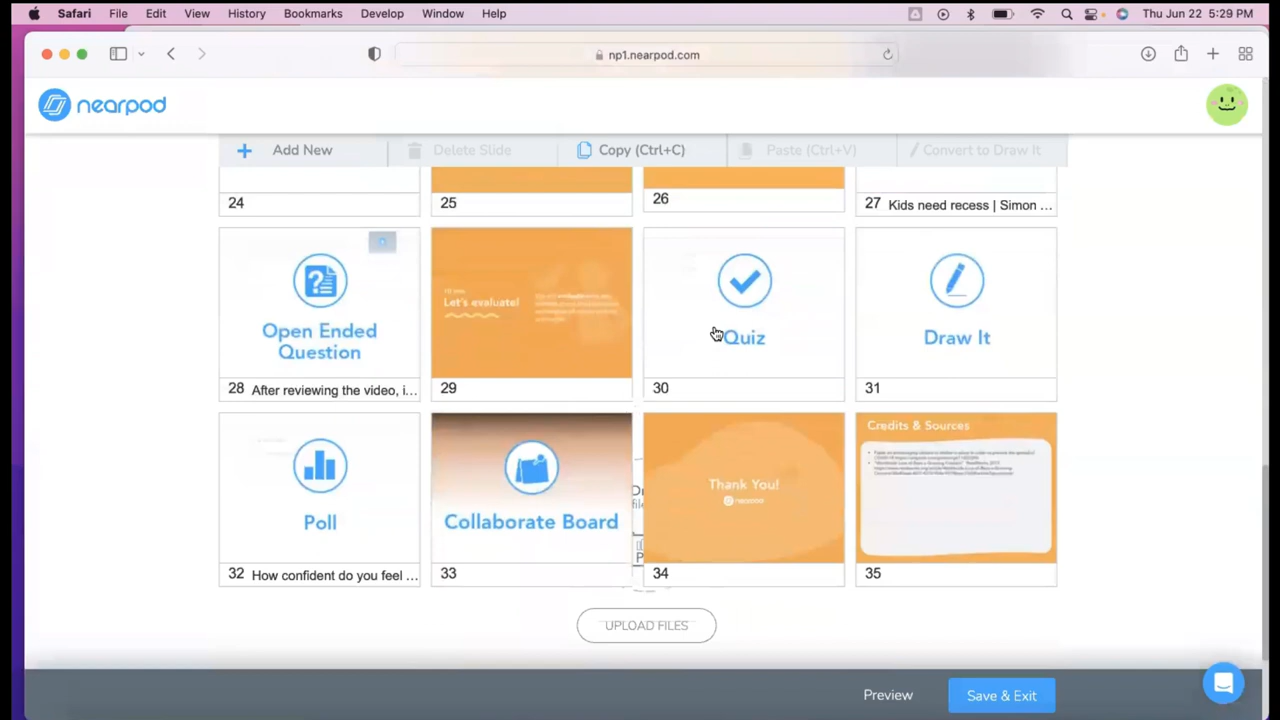 Safari File Edit View History Bookmarks Develop Window Help Thu Jun 22 5:29 PM
np1.nearpod.com
nearpod
Add New Delete Slide Copy (Ctrl+C) Paste (Ctrl+V) Convert to Draw It
24 25 26 27 Kids need recess | Simon ...
Open Ended
Question
28 After reviewing the video, i...
Let's evaluate!
29
Quiz
30
Draw It
31
Poll
32 How confident do you feel ...
Collaborate Board
33
Thank You!
nearpod
34
Credits & Sources
35
UPLOAD FILES
Preview Save & Exit